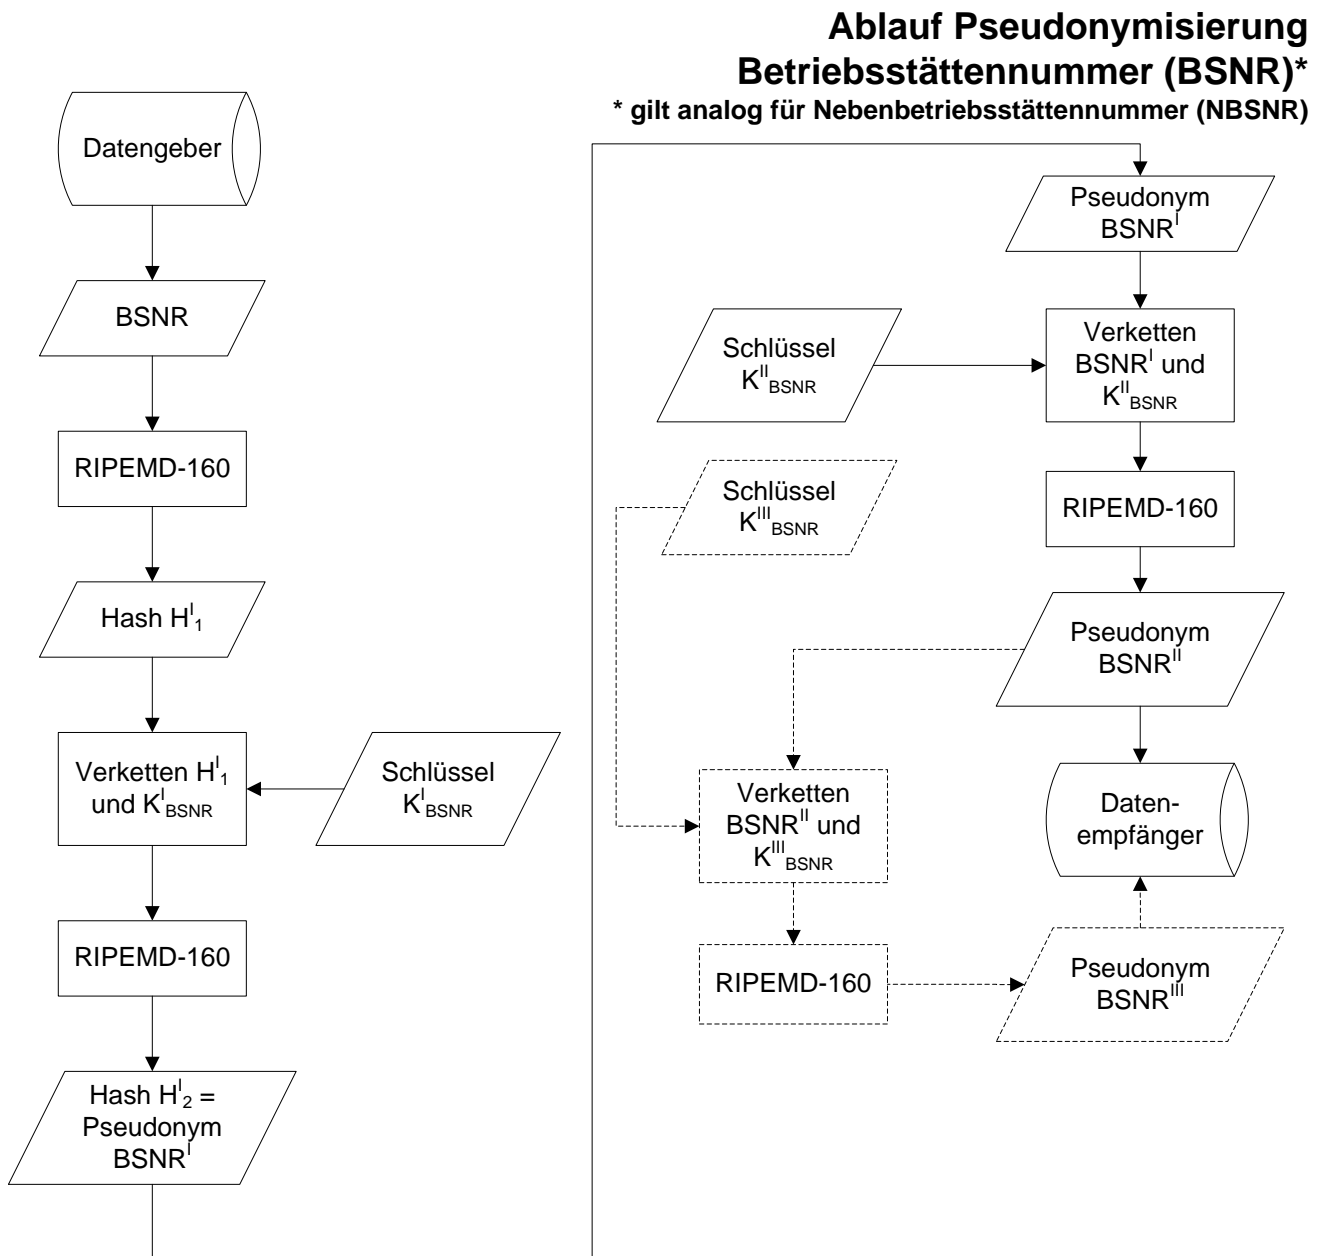 Ablauf Pseudonymisierung
Betriebsstättennummer (BSNR)*
* gilt analog für Nebenbetriebsstättennummer (NBSNR)
Datengeber
BSNR
RIPEMD-160
Hash H^I_1
Verketten H^I_1
und K^I_BSNR
Schlüssel
K^I_BSNR
RIPEMD-160
Hash H^I_2 =
Pseudonym
BSNR^I
Pseudonym
BSNR^I
Schlüssel
K^II_BSNR
Verketten
BSNR^I und
K^II_BSNR
Schlüssel
K^III_BSNR
RIPEMD-160
Pseudonym
BSNR^II
Verketten
BSNR^II und
K^III_BSNR
Daten-
empfänger
RIPEMD-160
Pseudonym
BSNR^III